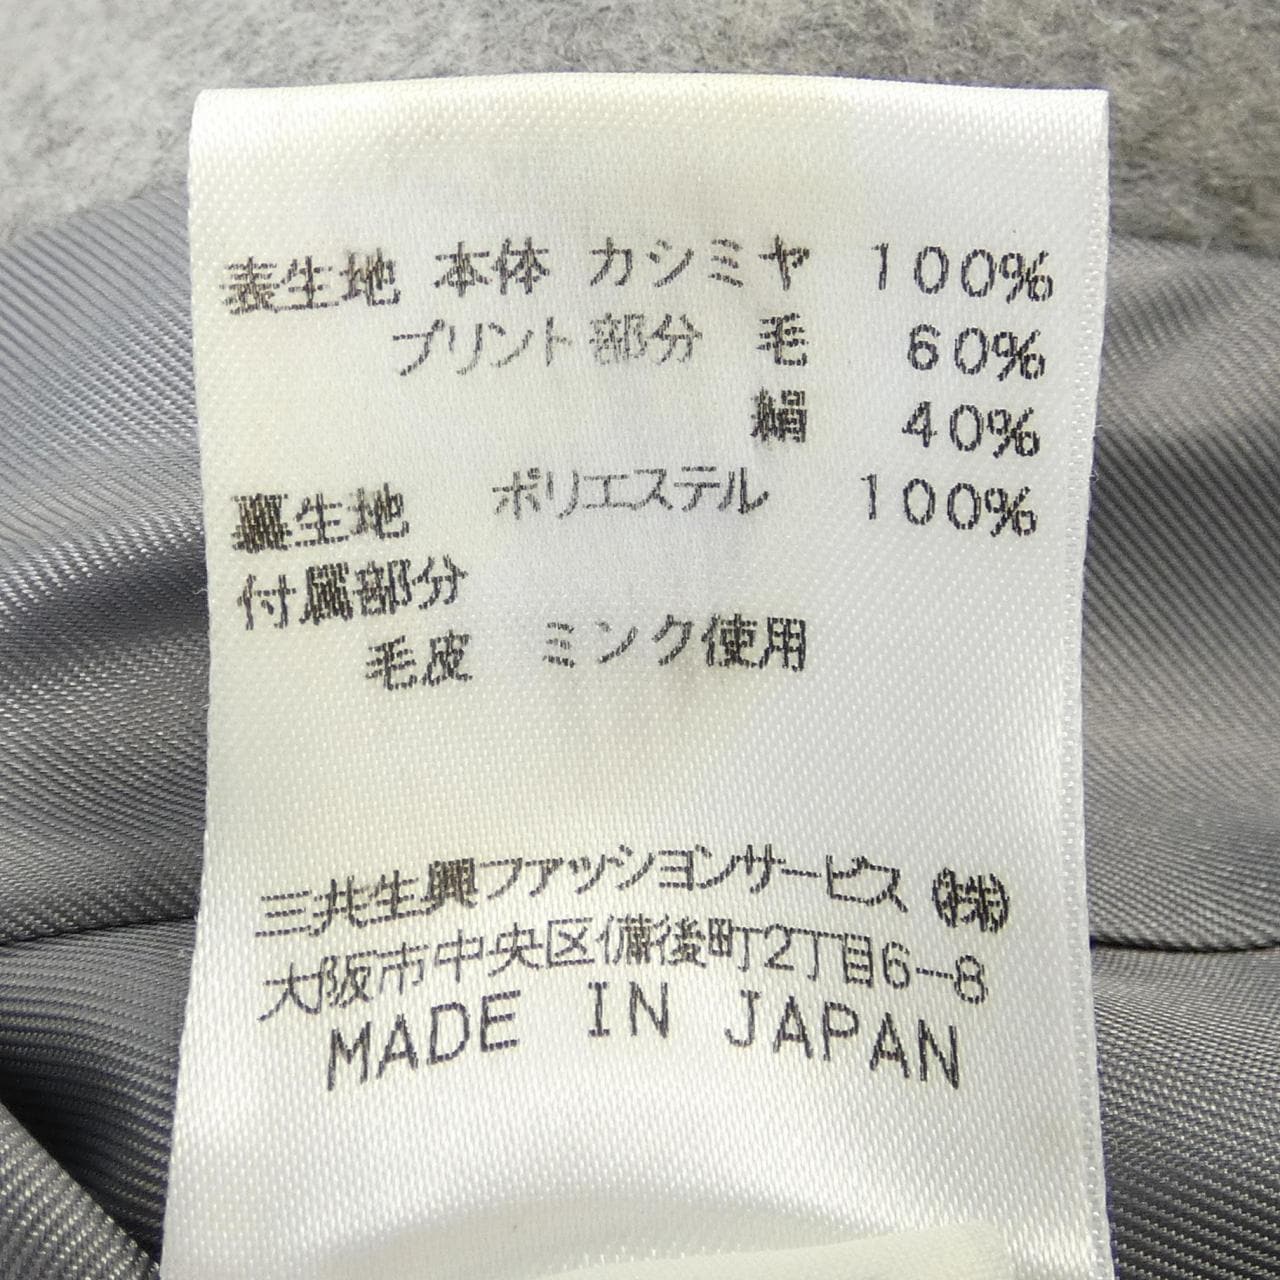 表生地 本体 カシミヤ 100%
プリント部分 毛 60%
絹 40%
裏生地 ポリエステル 100%
付属部分
毛皮 ミンク使用
三共生興ファッションサービス (株)
大阪市中央区備後町2丁目6-8
MADE IN JAPAN